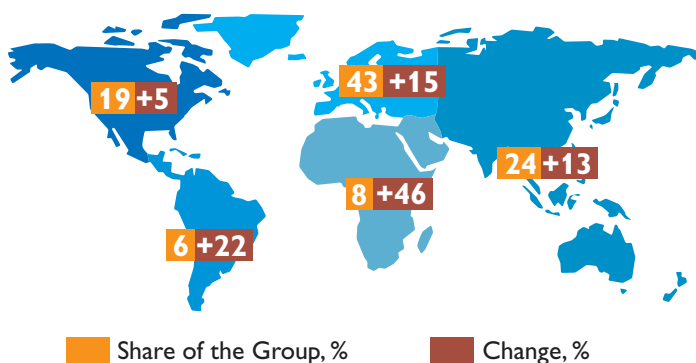 43 +15
19 +5
24 +13
8 +46
6 +22
Share of the Group, %
Change, %